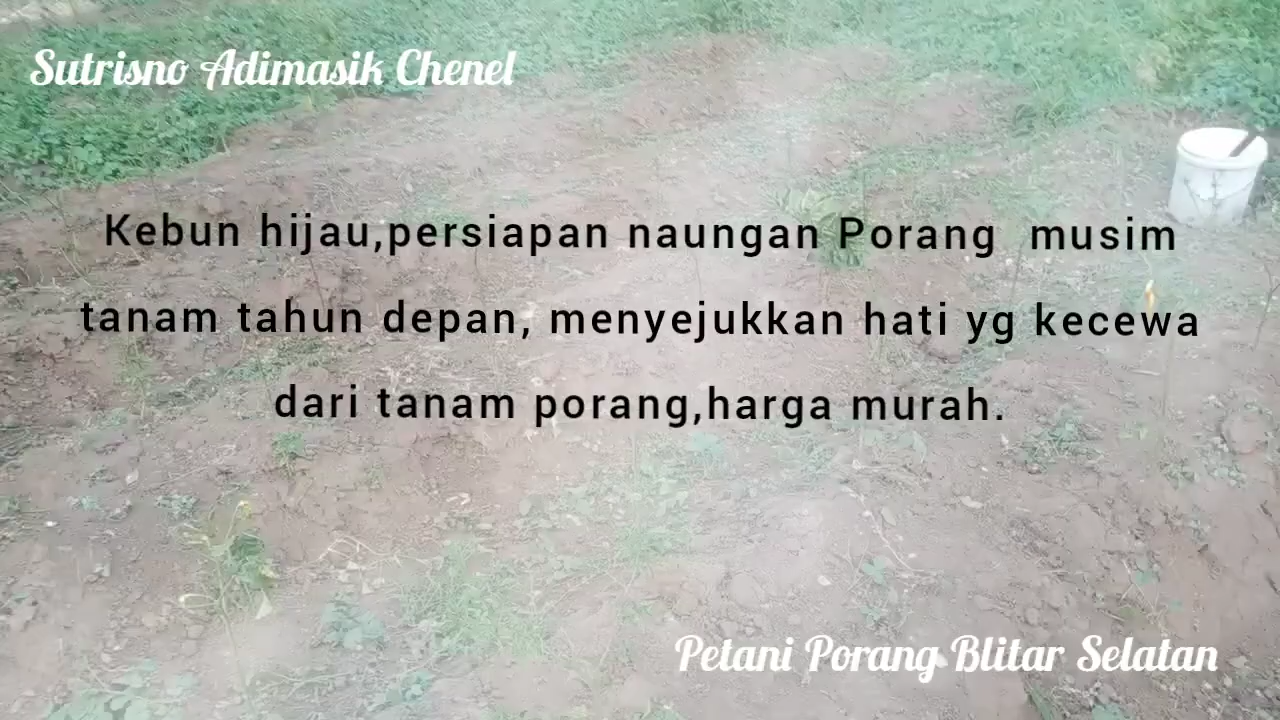 Sutrisno Adimasik Chenel
Kebun hijau,persiapan naungan Porang musim
tanam tahun depan, menyejukkan hati yg kecewa
dari tanam porang,harga murah.
Petani Porang Blitar Selatan